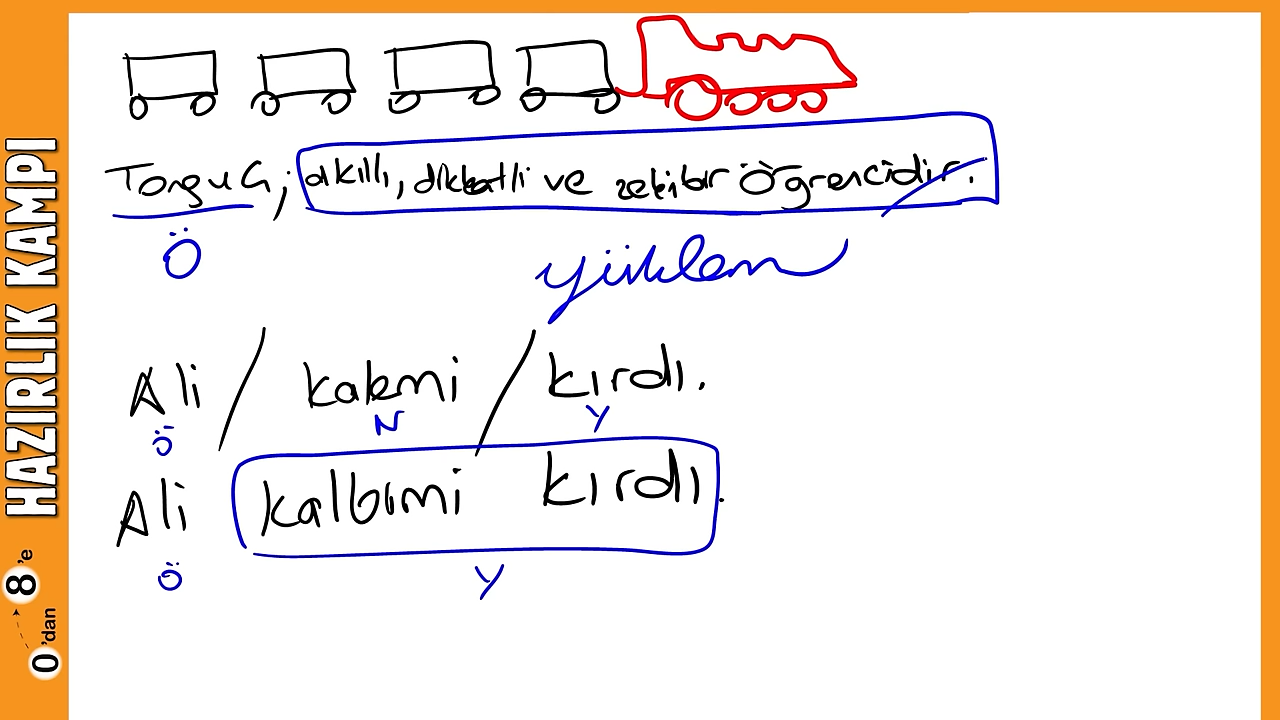 HAZIRLIK KAMPI
0'dan 8'e
Tonguç; akıllı, dikkatli ve zeki bir öğrencidir.
Ö
yüklem
Ali / kalemi / kırdı.
Ö N Y
Ali kalbimi kırdı.
Ö Y